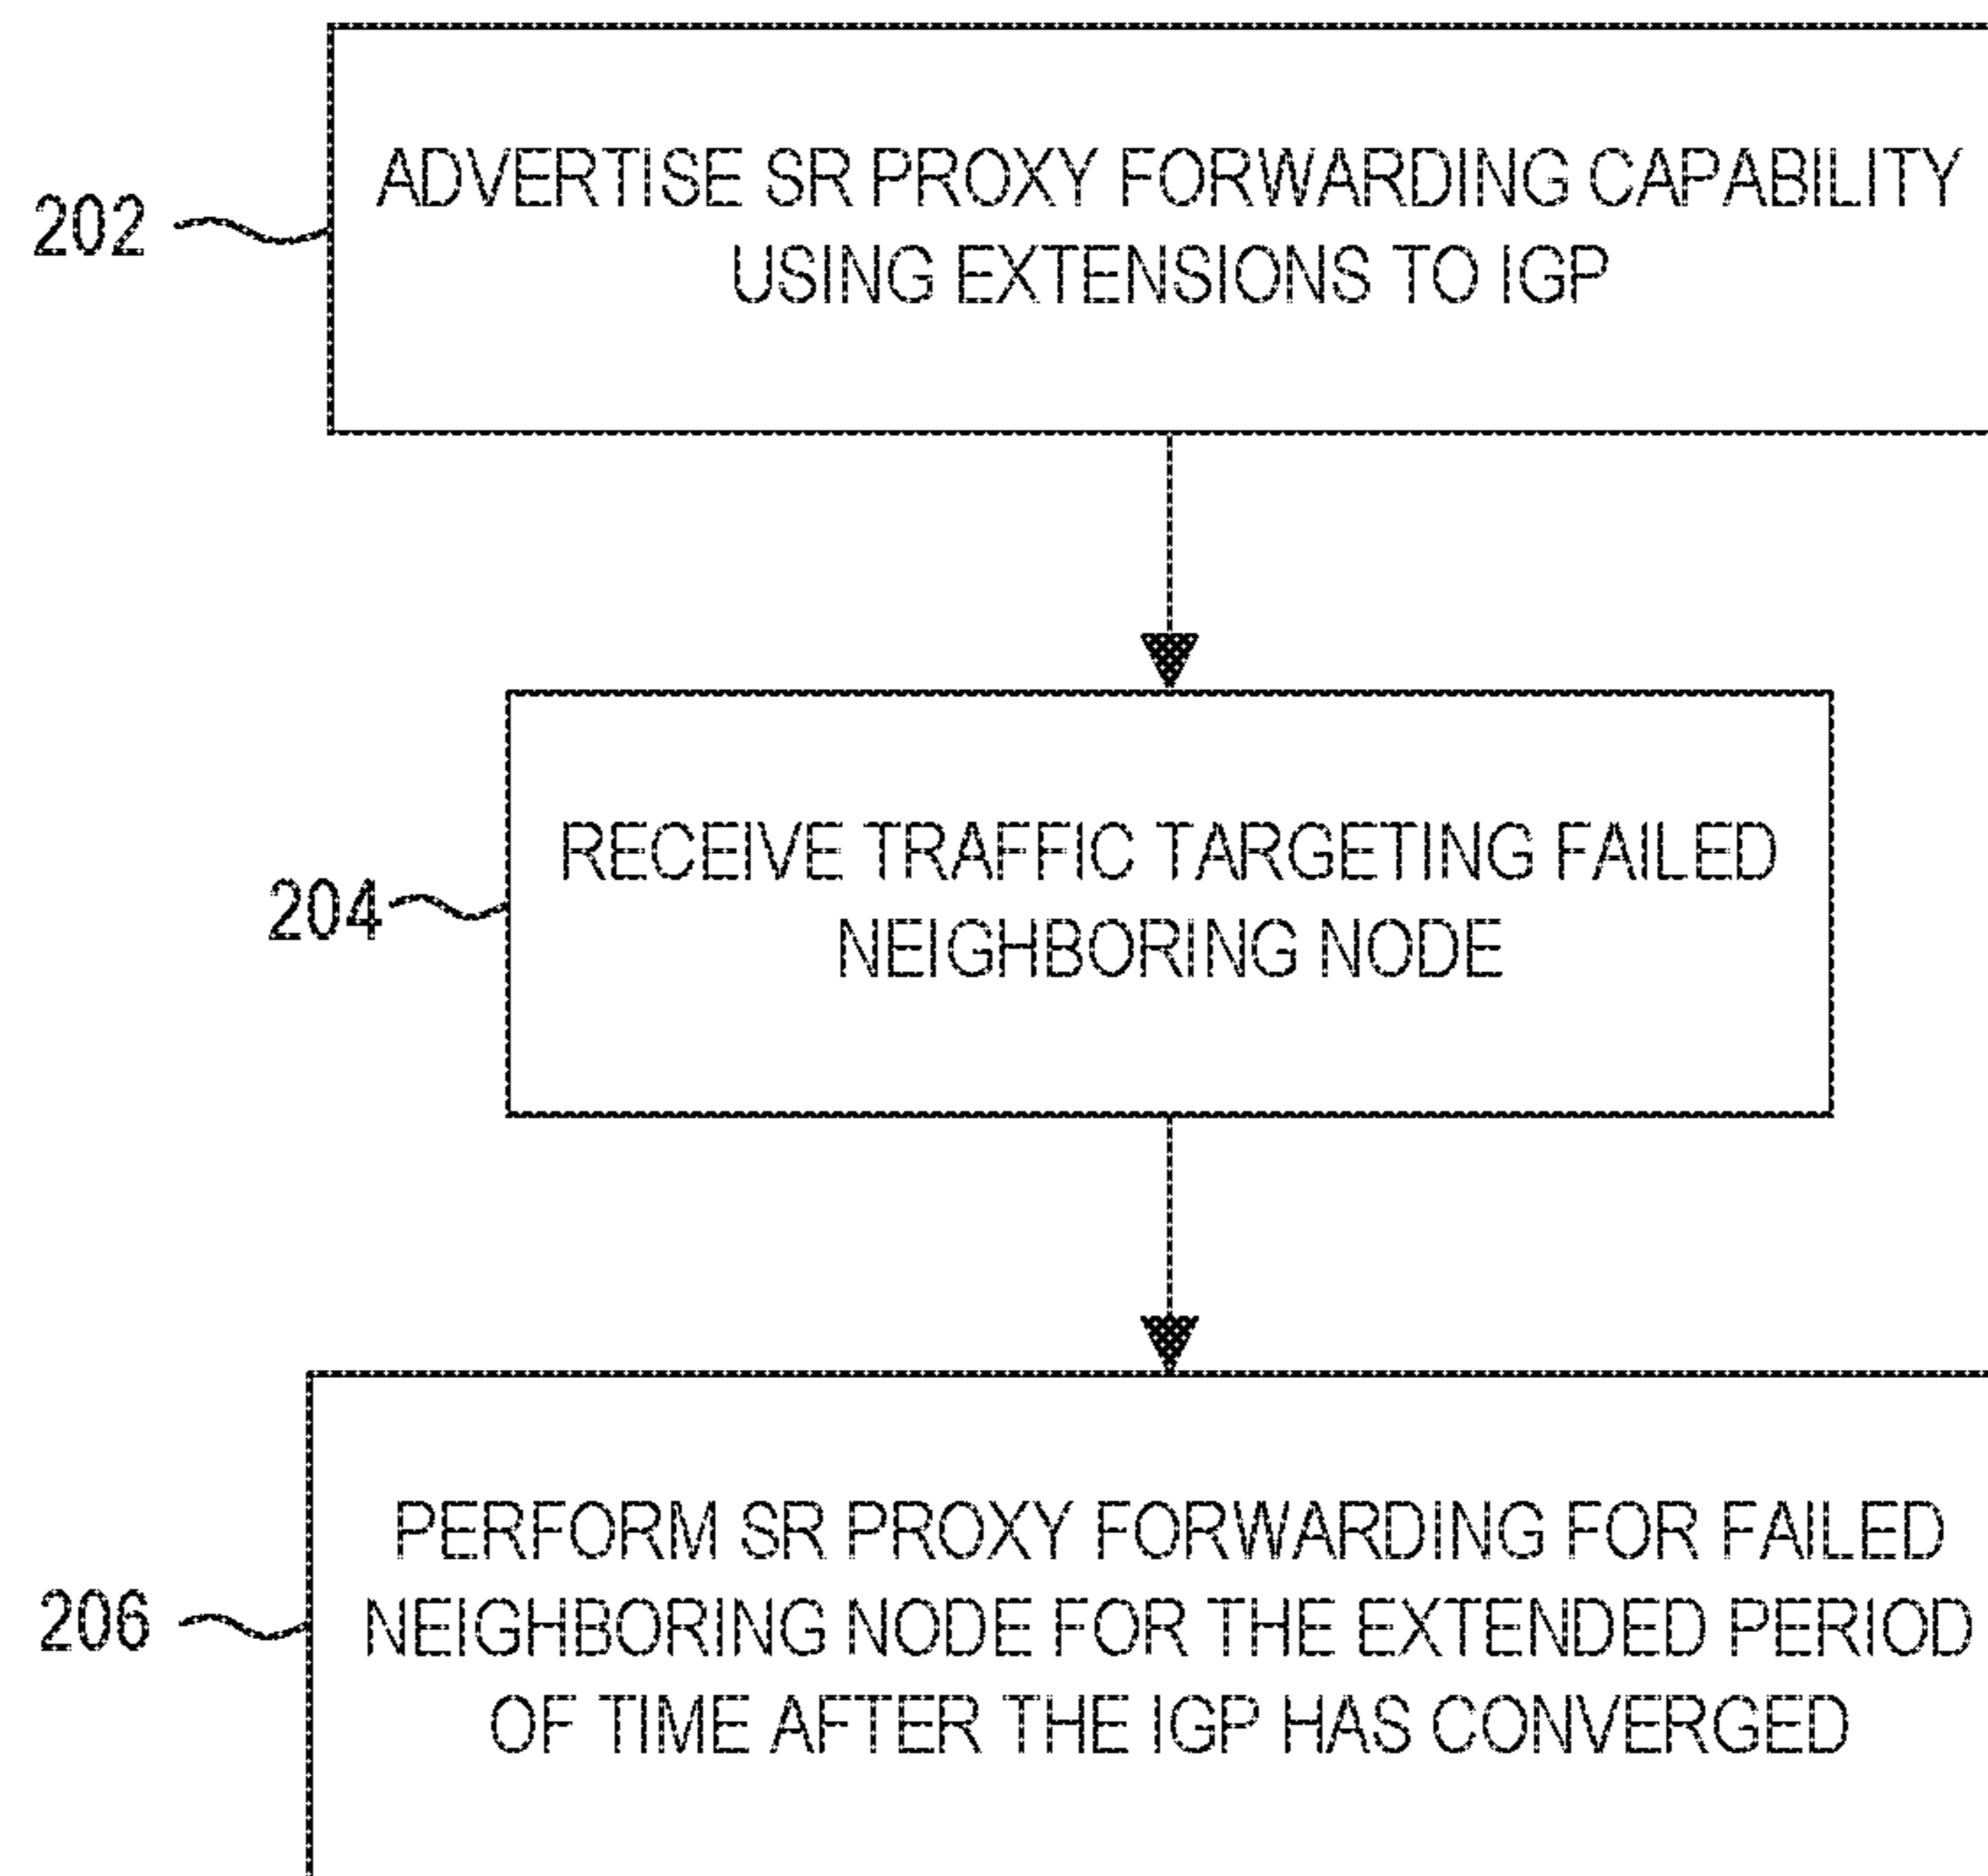 202
ADVERTISE SR PROXY FORWARDING CAPABILITY
USING EXTENSIONS TO IGP
204
RECEIVE TRAFFIC TARGETING FAILED
NEIGHBORING NODE
206
PERFORM SR PROXY FORWARDING FOR FAILED
NEIGHBORING NODE FOR THE EXTENDED PERIOD
OF TIME AFTER THE IGP HAS CONVERGED